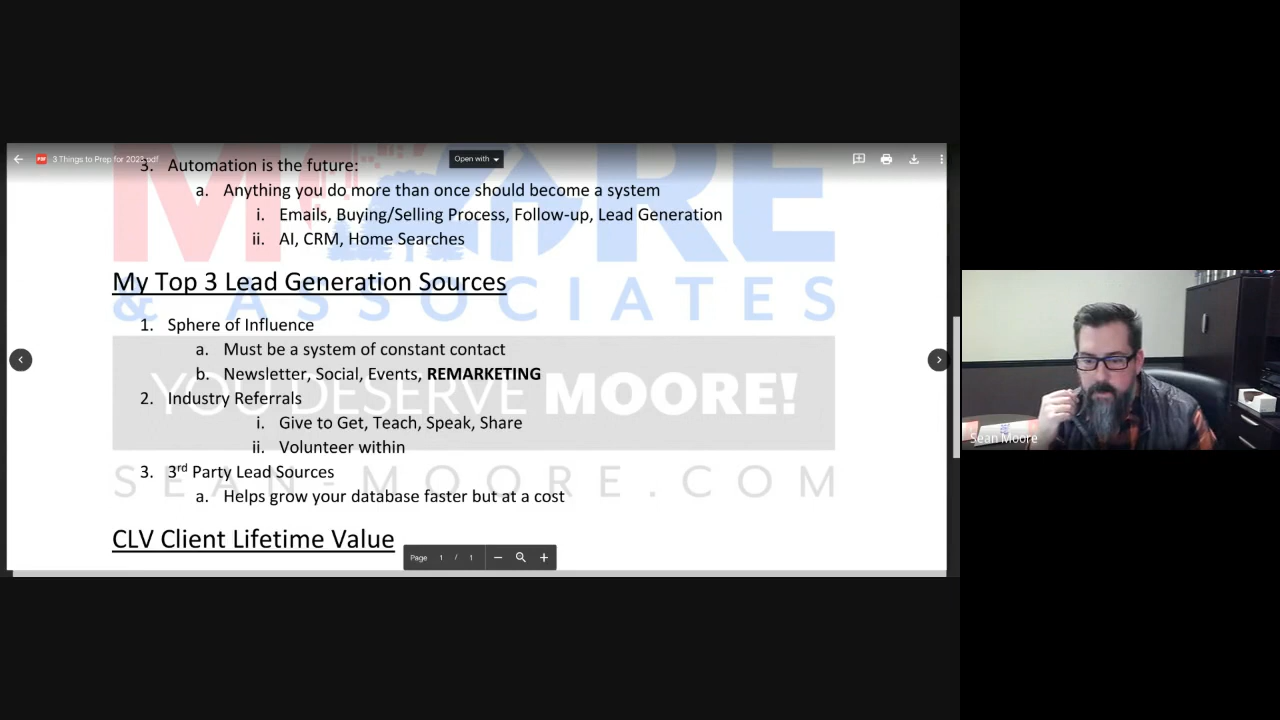 3 Things to Prep for 2023.pdf
Open with
3. Automation is the future:
a. Anything you do more than once should become a system
i. Emails, Buying/Selling Process, Follow-up, Lead Generation
ii. AI, CRM, Home Searches
My Top 3 Lead Generation Sources
1. Sphere of Influence
a. Must be a system of constant contact
b. Newsletter, Social, Events, REMARKETING
2. Industry Referrals
i. Give to Get, Teach, Speak, Share
ii. Volunteer within
3. 3rd Party Lead Sources
a. Helps grow your database faster but at a cost
CLV Client Lifetime Value
Page 1 / 1
MOORE
& ASSOCIATES
YOU DESERVE MOORE!
SEAN-MOORE.COM
Sean Moore